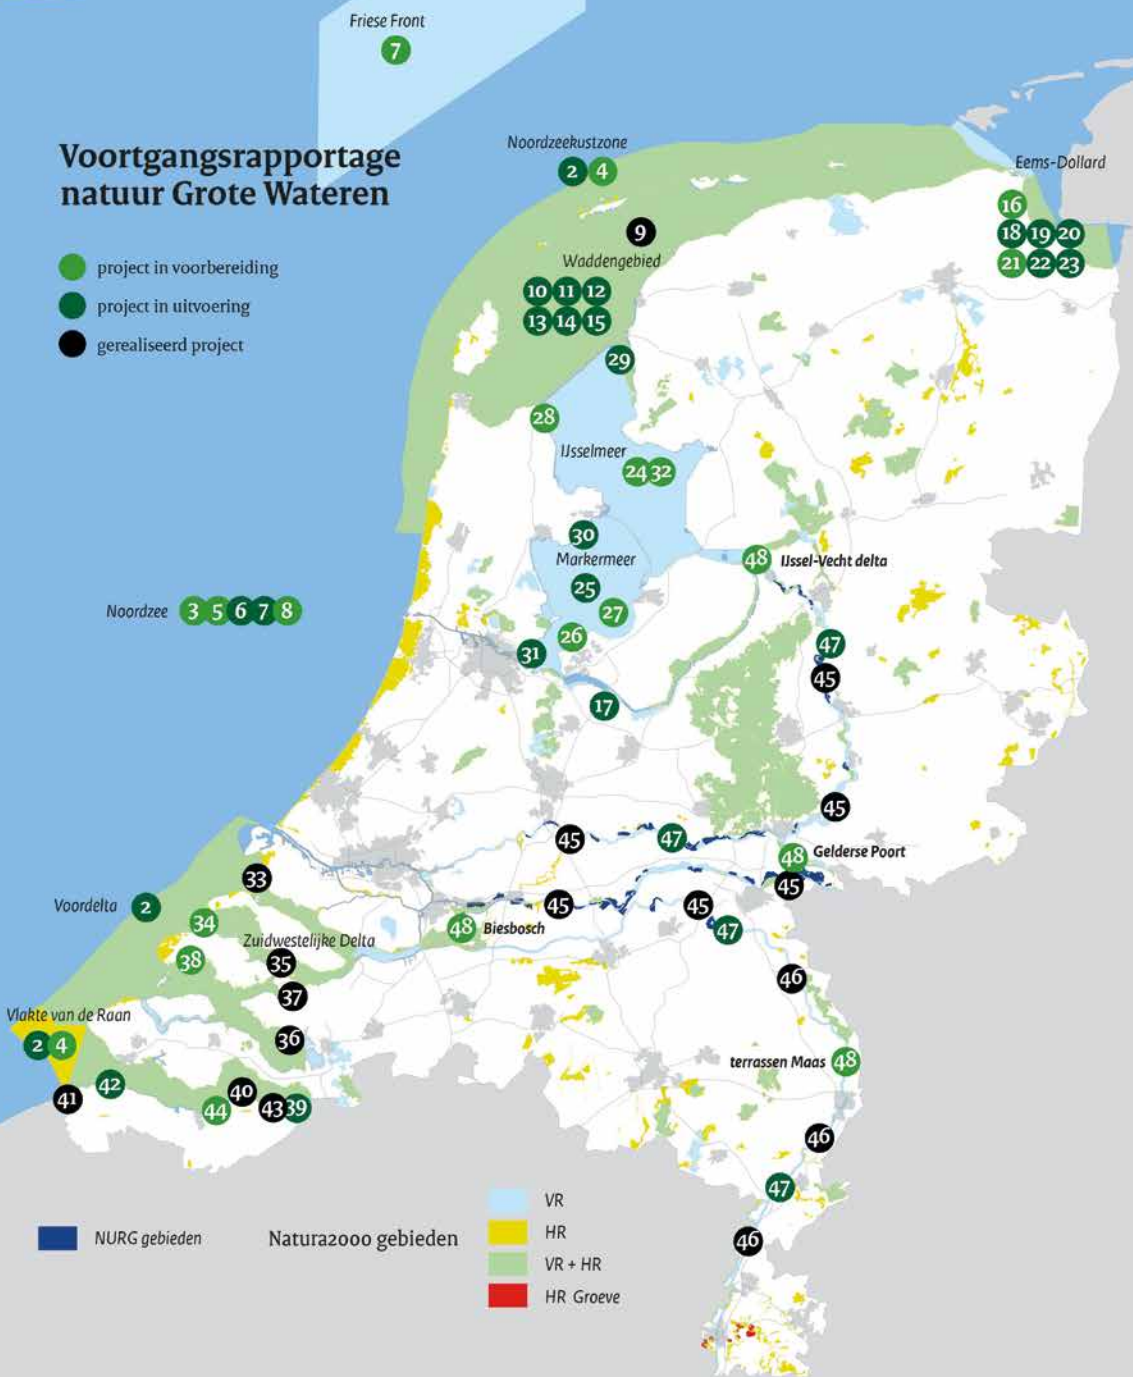 Friese Front
7
Voortgangsrapportage
natuur Grote Wateren
project in voorbereiding
project in uitvoering
gerealiseerd project
Noordzeekustzone
2 4
9
Waddengebied
10 11 12
13 14 15
Eems-Dollard
16
18 19 20
21 22 23
29
28
IJsselmeer
24 32
30
Markermeer
25
27
26
31
17
48 IJssel-Vecht delta
Noordzee 3 5 6 7 8
47
45
45
45
47
48 Gelderse Poort
45
45
45
47
48 Biesbosch
33
Voordelta 2
34
Zuidwestelijke Delta
38
35
37
36
46
Vlakte van de Raan
2 4
41
42
44
40
43 39
terrassen Maas 48
46
47
46
NURG gebieden
Natura2000 gebieden
VR
HR
VR + HR
HR Groeve